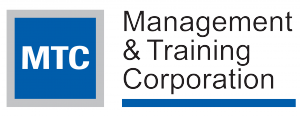 MTC
Management
& Training
Corporation